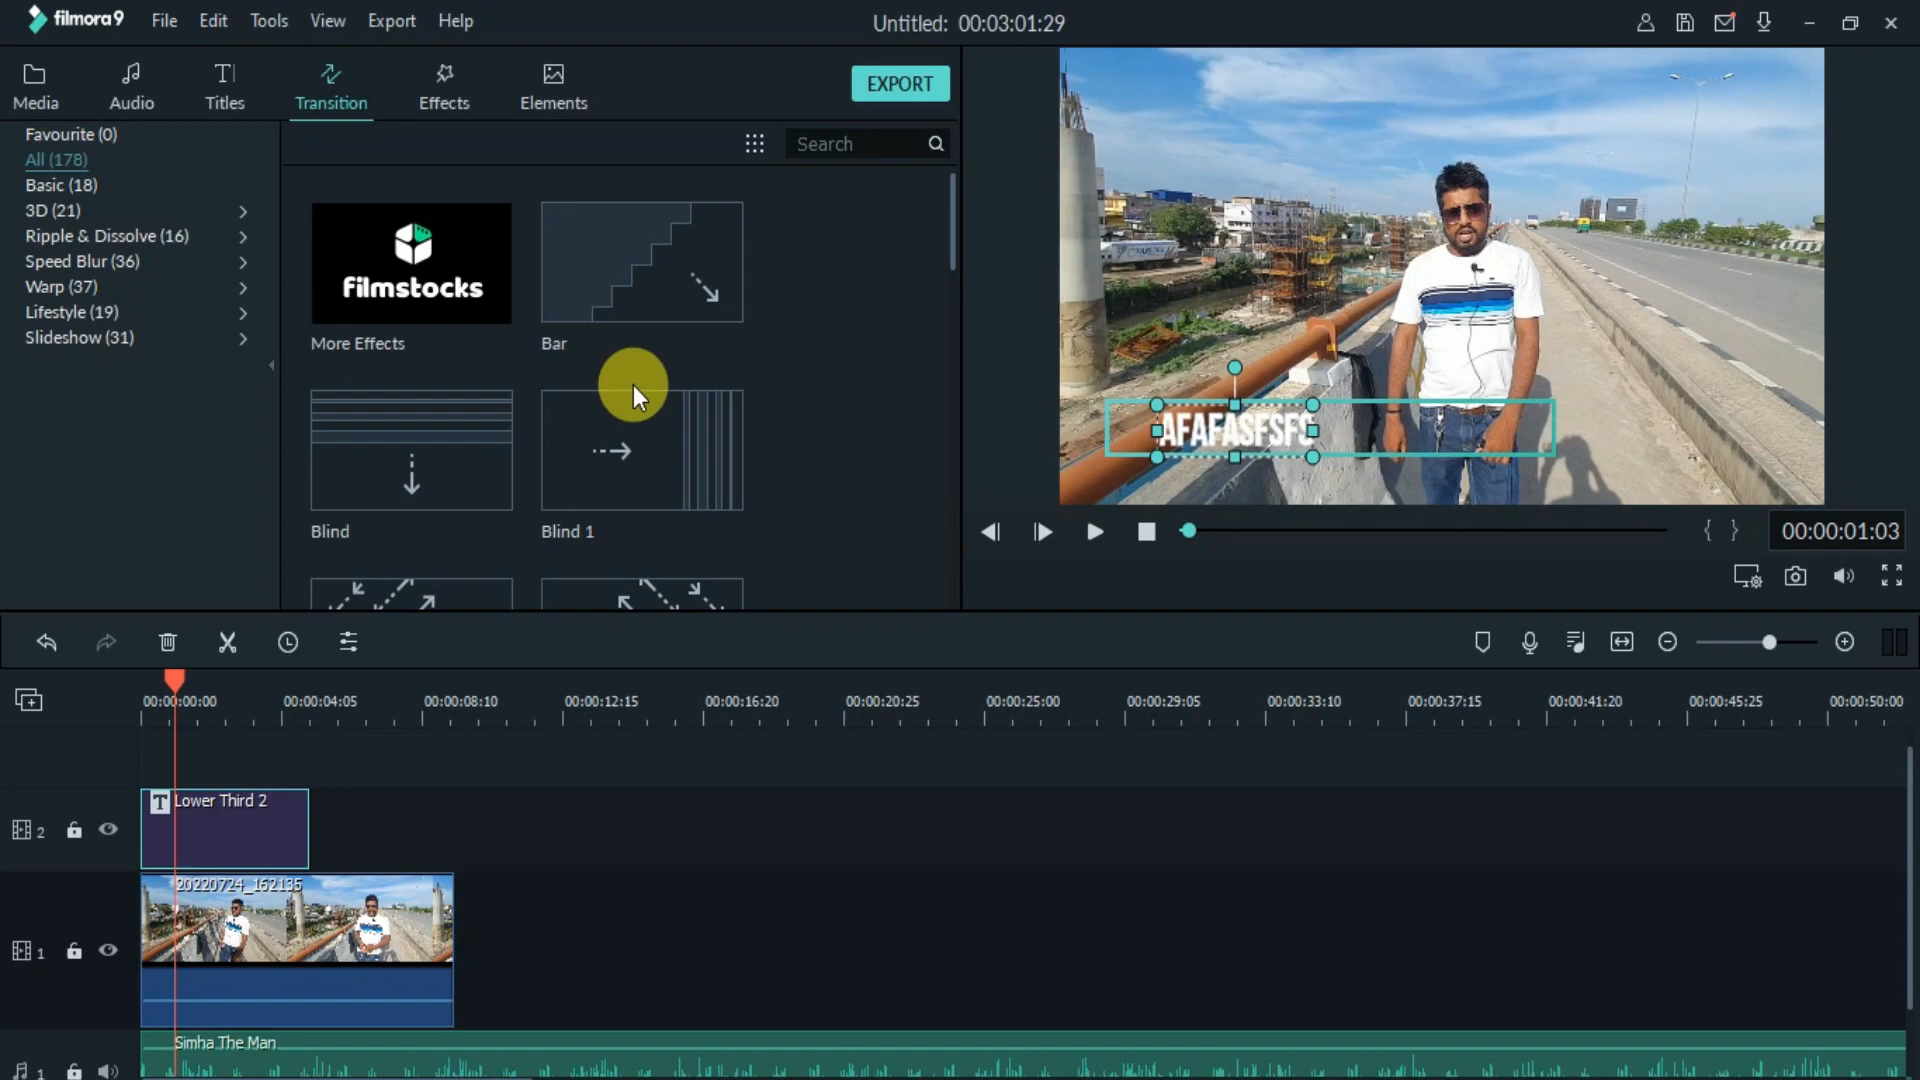 filmora9
File Edit Tools View Export Help
Untitled: 00:03:01:29
Media Audio Titles Transition Effects Elements
EXPORT
Favourite (0)
All (178)
Basic (18)
3D (21)
Ripple & Dissolve (16)
Speed Blur (36)
Warp (37)
Lifestyle (19)
Slideshow (31)
Search
filmstocks
More Effects
Bar
Blind
Blind 1
AFAFASFSFS
00:00:01:03
00:00:00:00 00:00:04:05 00:00:08:10 00:00:12:15 00:00:16:20 00:00:20:25 00:00:25:00 00:00:29:05 00:00:33:10 00:00:37:15 00:00:41:20 00:00:45:25 00:00:50:00
T Lower Third 2
2
20220724_162135
1
Simha The Man
1